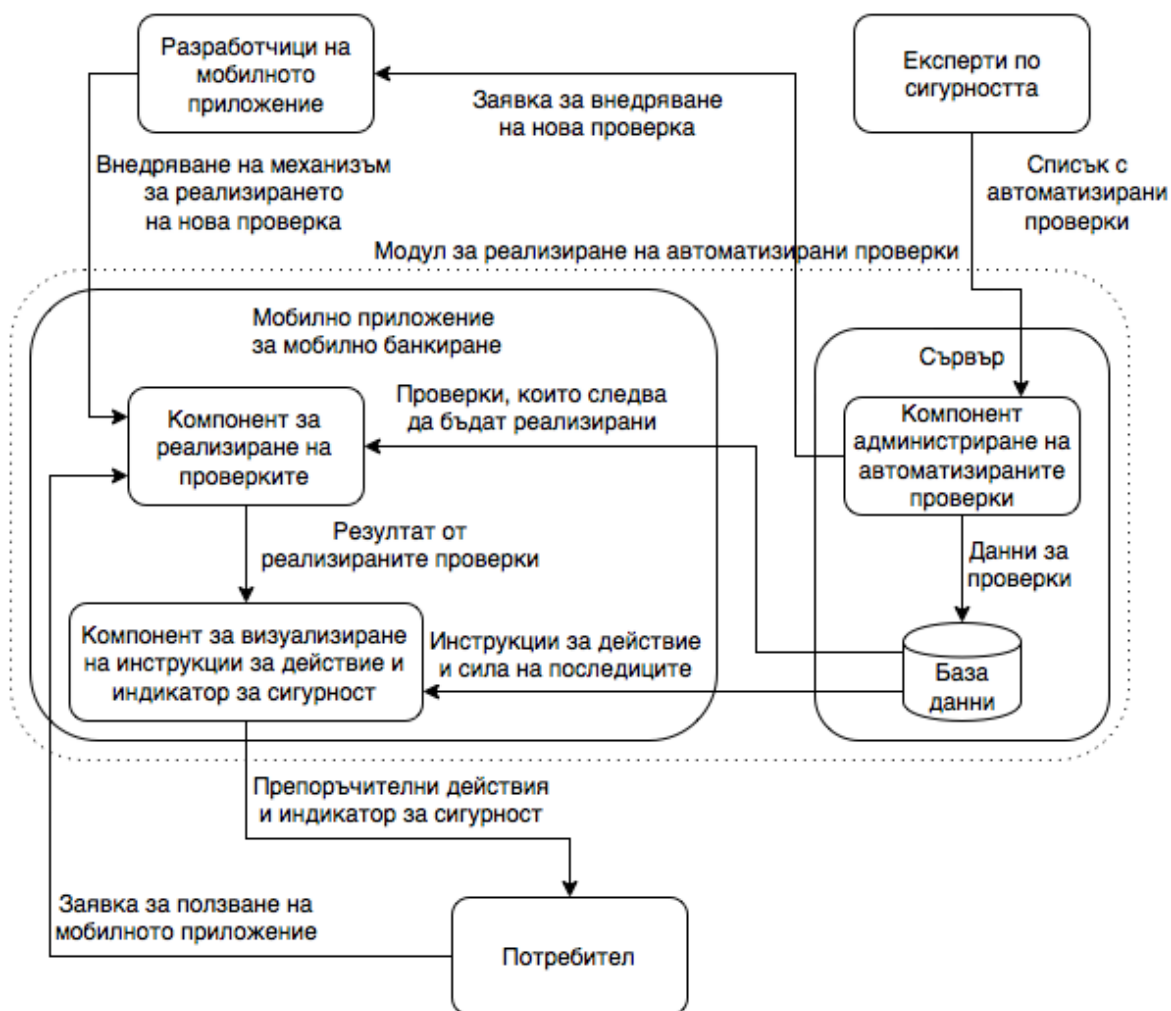 Разработчици на
мобилното
приложение
Експерти по
сигурността
Заявка за внедряване
на нова проверка
Внедряване на механизъм
за реализирането
на нова проверка
Списък с
автоматизирани
проверки
Модул за реализиране на автоматизирани проверки
Мобилно приложение
за мобилно банкиране
Сървър
Проверки, които следва
да бъдат реализирани
Компонент за
реализиране на
проверките
Компонент
администриране на
автоматизираните
проверки
Резултат от
реализираните проверки
Данни за
проверки
Компонент за визуализиране
на инструкции за действие и
индикатор за сигурност
Инструкции за действие
и сила на последиците
База
данни
Препоръчителни действия
и индикатор за сигурност
Заявка за ползване на
мобилното приложение
Потребител